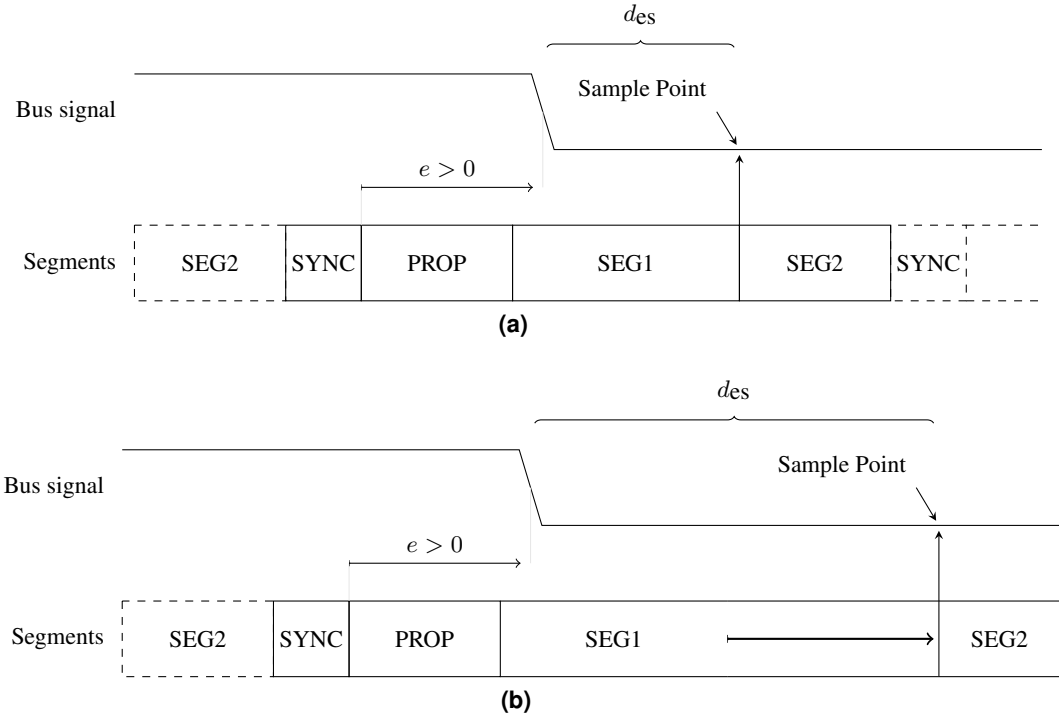 des
Sample Point
Bus signal
e > 0
Segments SEG2 SYNC PROP SEG1 SEG2 SYNC
(a)
des
Sample Point
Bus signal
e > 0
Segments SEG2 SYNC PROP SEG1 SEG2
(b)